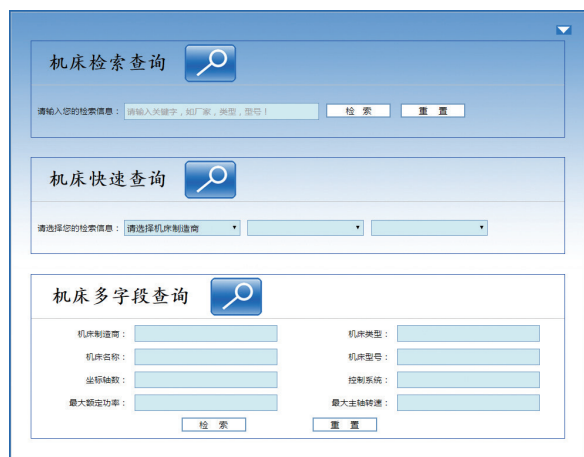 机床检索查询
请输入您的检索信息： 请输入关键字，如厂家，类型，型号！ 检 索 重 置
机床快速查询
请选择您的检索信息： 请选择机床制造商
机床多字段查询
机床制造商： 机床类型：
机床名称： 机床型号：
坐标轴数： 控制系统：
最大额定功率： 最大主轴转速：
检 索 重 置